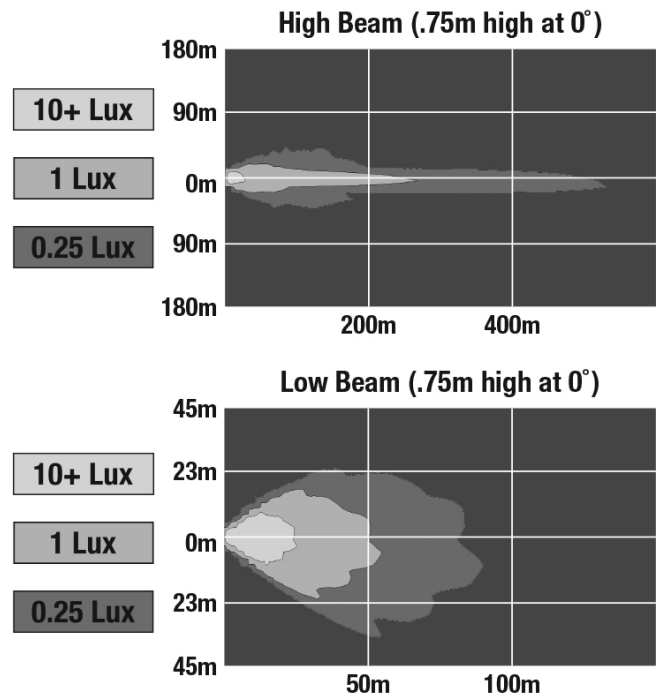 High Beam (.75m high at 0˚)
180m
10+ Lux
90m
1 Lux
0m
0.25 Lux
90m
180m
200m
400m
Low Beam (.75m high at 0˚)
45m
10+ Lux
23m
1 Lux
0m
0.25 Lux
23m
45m
50m
100m